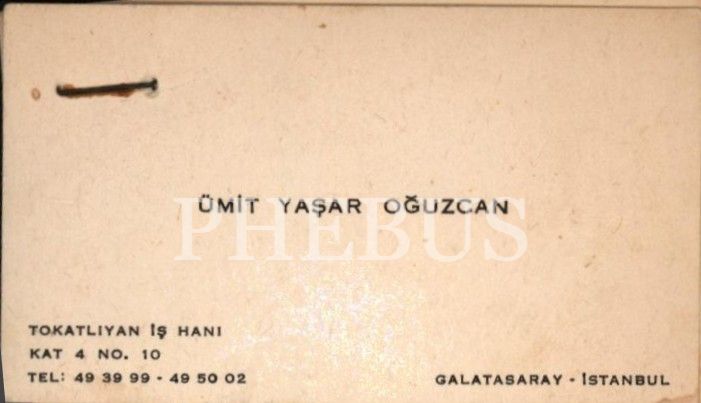 ÜMİT YAŞAR OĞUZCAN
PHEBUS
TOKATLIYAN İŞ HANI
KAT 4 NO. 10
TEL: 49 39 99 - 49 50 02
GALATASARAY - İSTANBUL